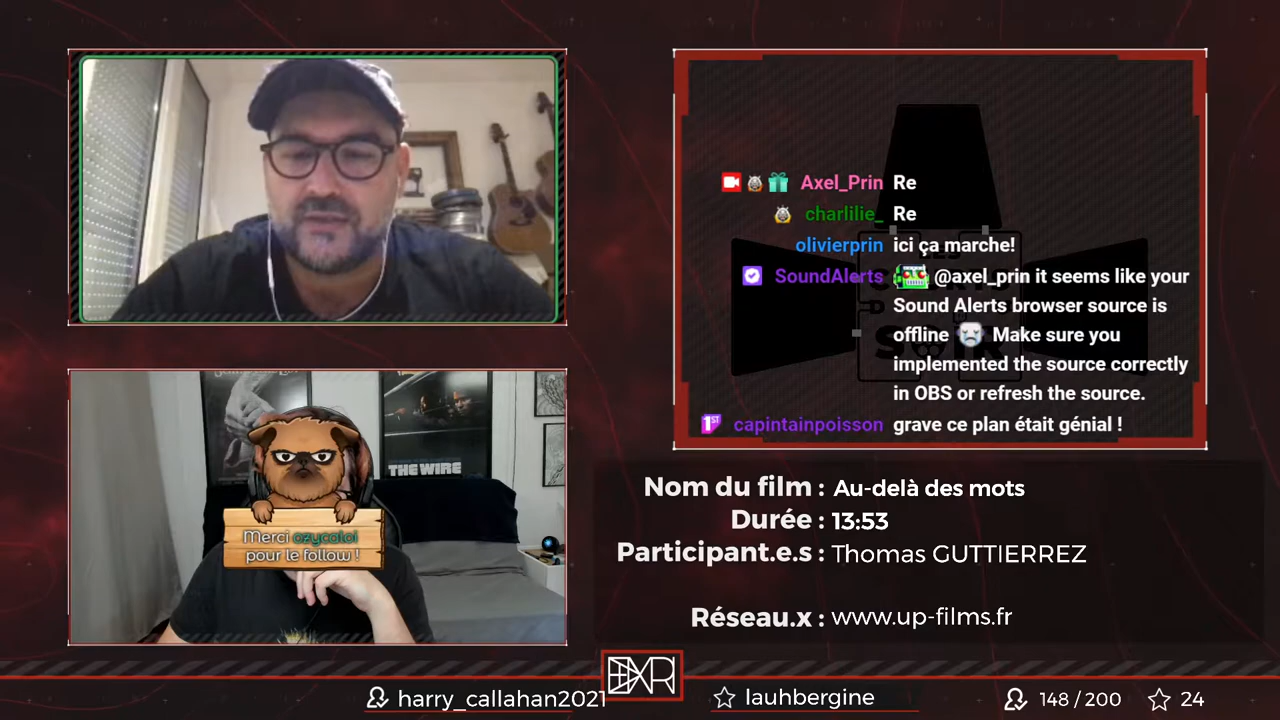 THE WIRE
Merci ozycoloi
pour le follow !
Axel_Prin Re
charlilie_ Re
olivierprin ici ça marche!
SoundAlerts @axel_prin it seems like your
Sound Alerts browser source is
offline Make sure you
implemented the source correctly
in OBS or refresh the source.
1ST capintainpoisson grave ce plan était génial !
Nom du film : Au-delà des mots
Durée : 13:53
Participant.e.s : Thomas GUTTIERREZ
Réseau.x : www.up-films.fr
harry_callahan2021
lauhbergine
148 / 200
24